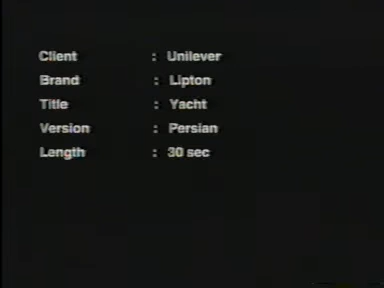 Client : Unilever
Brand : Lipton
Title : Yacht
Version : Persian
Length : 30 sec